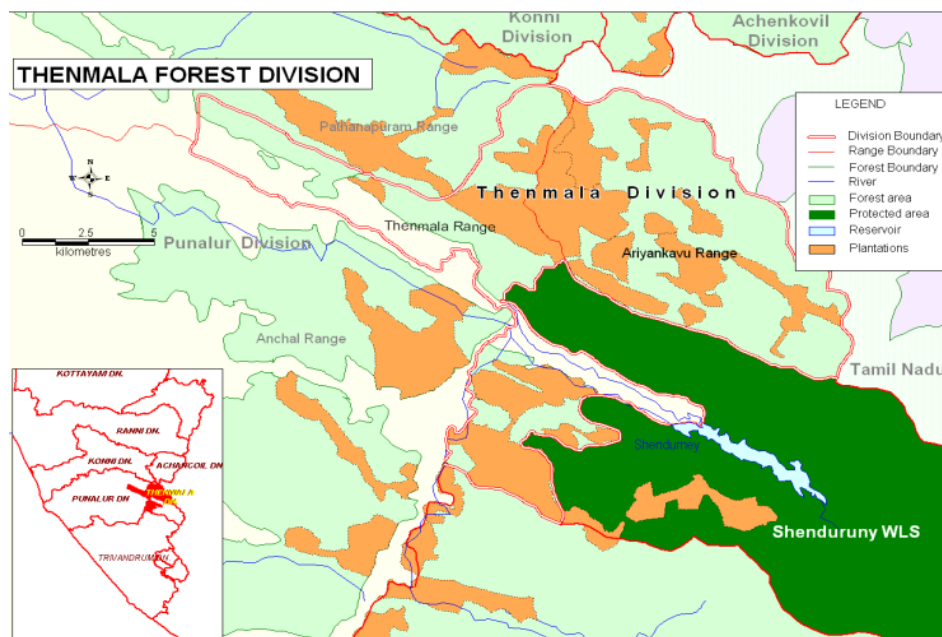 Konni
Division
Achenkovil
Division
THENMALA FOREST DIVISION
LEGEND
Division Boundary
Range Boundary
Forest Boundary
River
Forest area
Protected area
Reservoir
Plantations
Pathanapuram Range
N
W E
S
Thenmala Division
0 2.5 5
kilometres
Thenmala Range
Punalur Division
Ariyankavu Range
Anchal Range
Tamil Nadu
KOTTAYAM DN.
RANNI DN.
KONNI DN.
ACHANCOIL DN
PUNALUR DN
THENMALA
DN.
TRIVANDRUM DN.
Shendurney
Shenduruny WLS